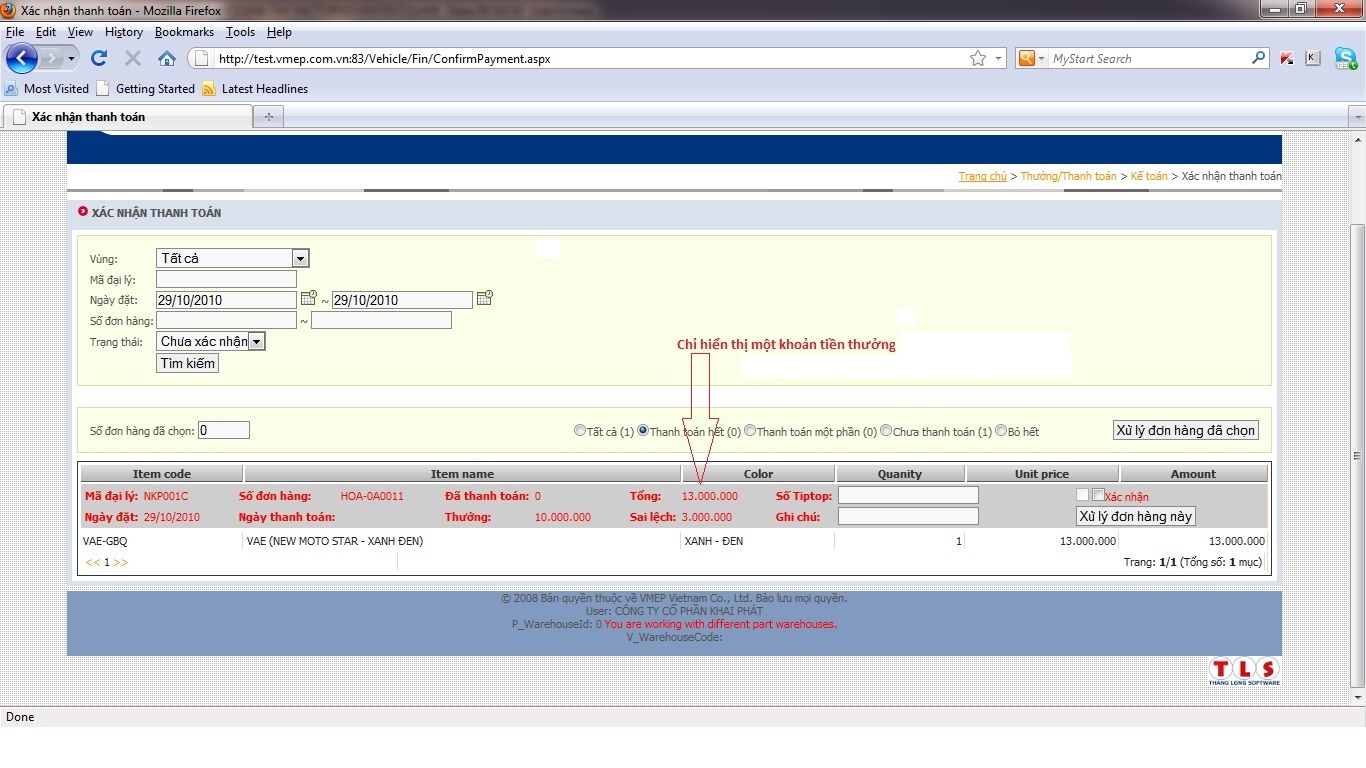 Xác nhận thanh toán - Mozilla Firefox
File Edit View History Bookmarks Tools Help
http://test.vmep.com.vn:83/Vehicle/Fin/ConfirmPayment.aspx
MyStart Search
Most Visited Getting Started Latest Headlines
Xác nhận thanh toán
Trang chủ > Thưởng/Thanh toán > Kế toán > Xác nhận thanh toán
XÁC NHẬN THANH TOÁN
Vùng: Tất cả
Mã đại lý:
Ngày đặt: 29/10/2010 ~ 29/10/2010
Số đơn hàng: ~
Trạng thái: Chưa xác nhận
Chỉ hiển thị một khoản tiền thưởng
Tìm kiếm
Số đơn hàng đã chọn: 0 Tất cả (1) Thanh toán hết (0) Thanh toán một phần (0) Chưa thanh toán (1) Bỏ hết Xử lý đơn hàng đã chọn
Item code Item name Color Quanity Unit price Amount
Mã đại lý: NKP001C Số đơn hàng: HOA-0A0011 Đã thanh toán: 0 Tổng: 13.000.000 Số Tiptop: Xác nhận
Ngày đặt: 29/10/2010 Ngày thanh toán: Thưởng: 10.000.000 Sai lệch: 3.000.000 Ghi chú: Xử lý đơn hàng này
VAE-GBQ VAE (NEW MOTO STAR - XANH ĐEN) XANH - ĐEN 1 13.000.000 13.000.000
<< 1 >> Trang: 1/1 (Tổng số: 1 mục)
© 2008 Bản quyền thuộc về VMEP Vietnam Co., Ltd. Bảo lưu mọi quyền.
User: CÔNG TY CỔ PHẦN KHAI PHÁT
P_WarehouseId: 0 You are working with different part warehouses.
V_WarehouseCode:
TLS
THANG LONG SOFTWARE
Done